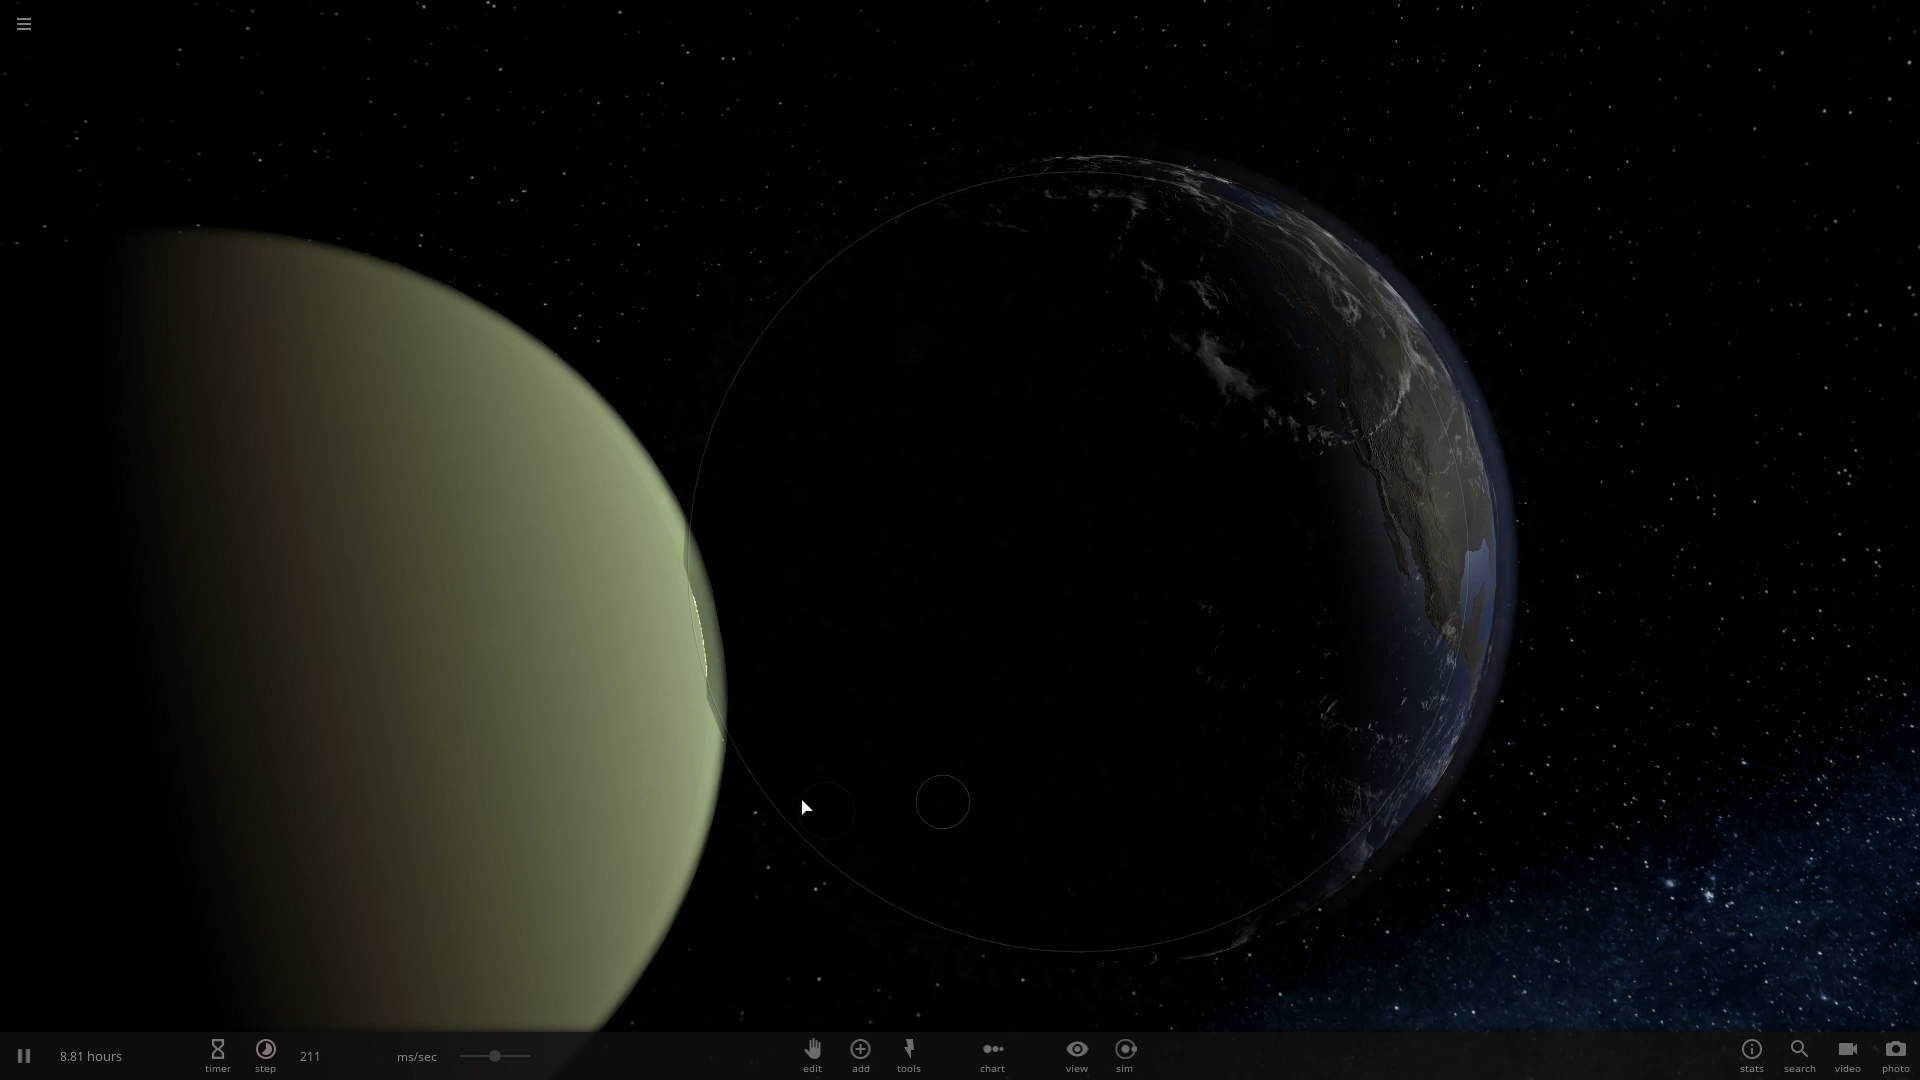 8.81 hours
timer
step
211
ms/sec
edit
add
tools
chart
view
sim
stats
search
video
photo